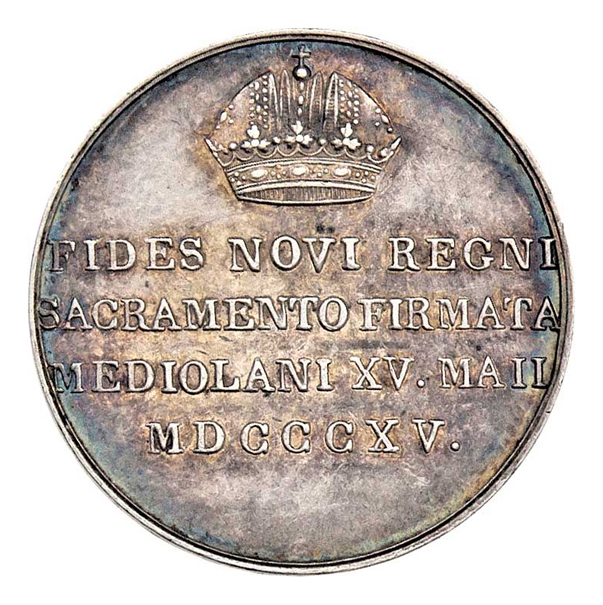 FIDES NOVI REGNI
SACRAMENTO FIRMATA
MEDIOLANI XV. MAII
MDCCCXV.